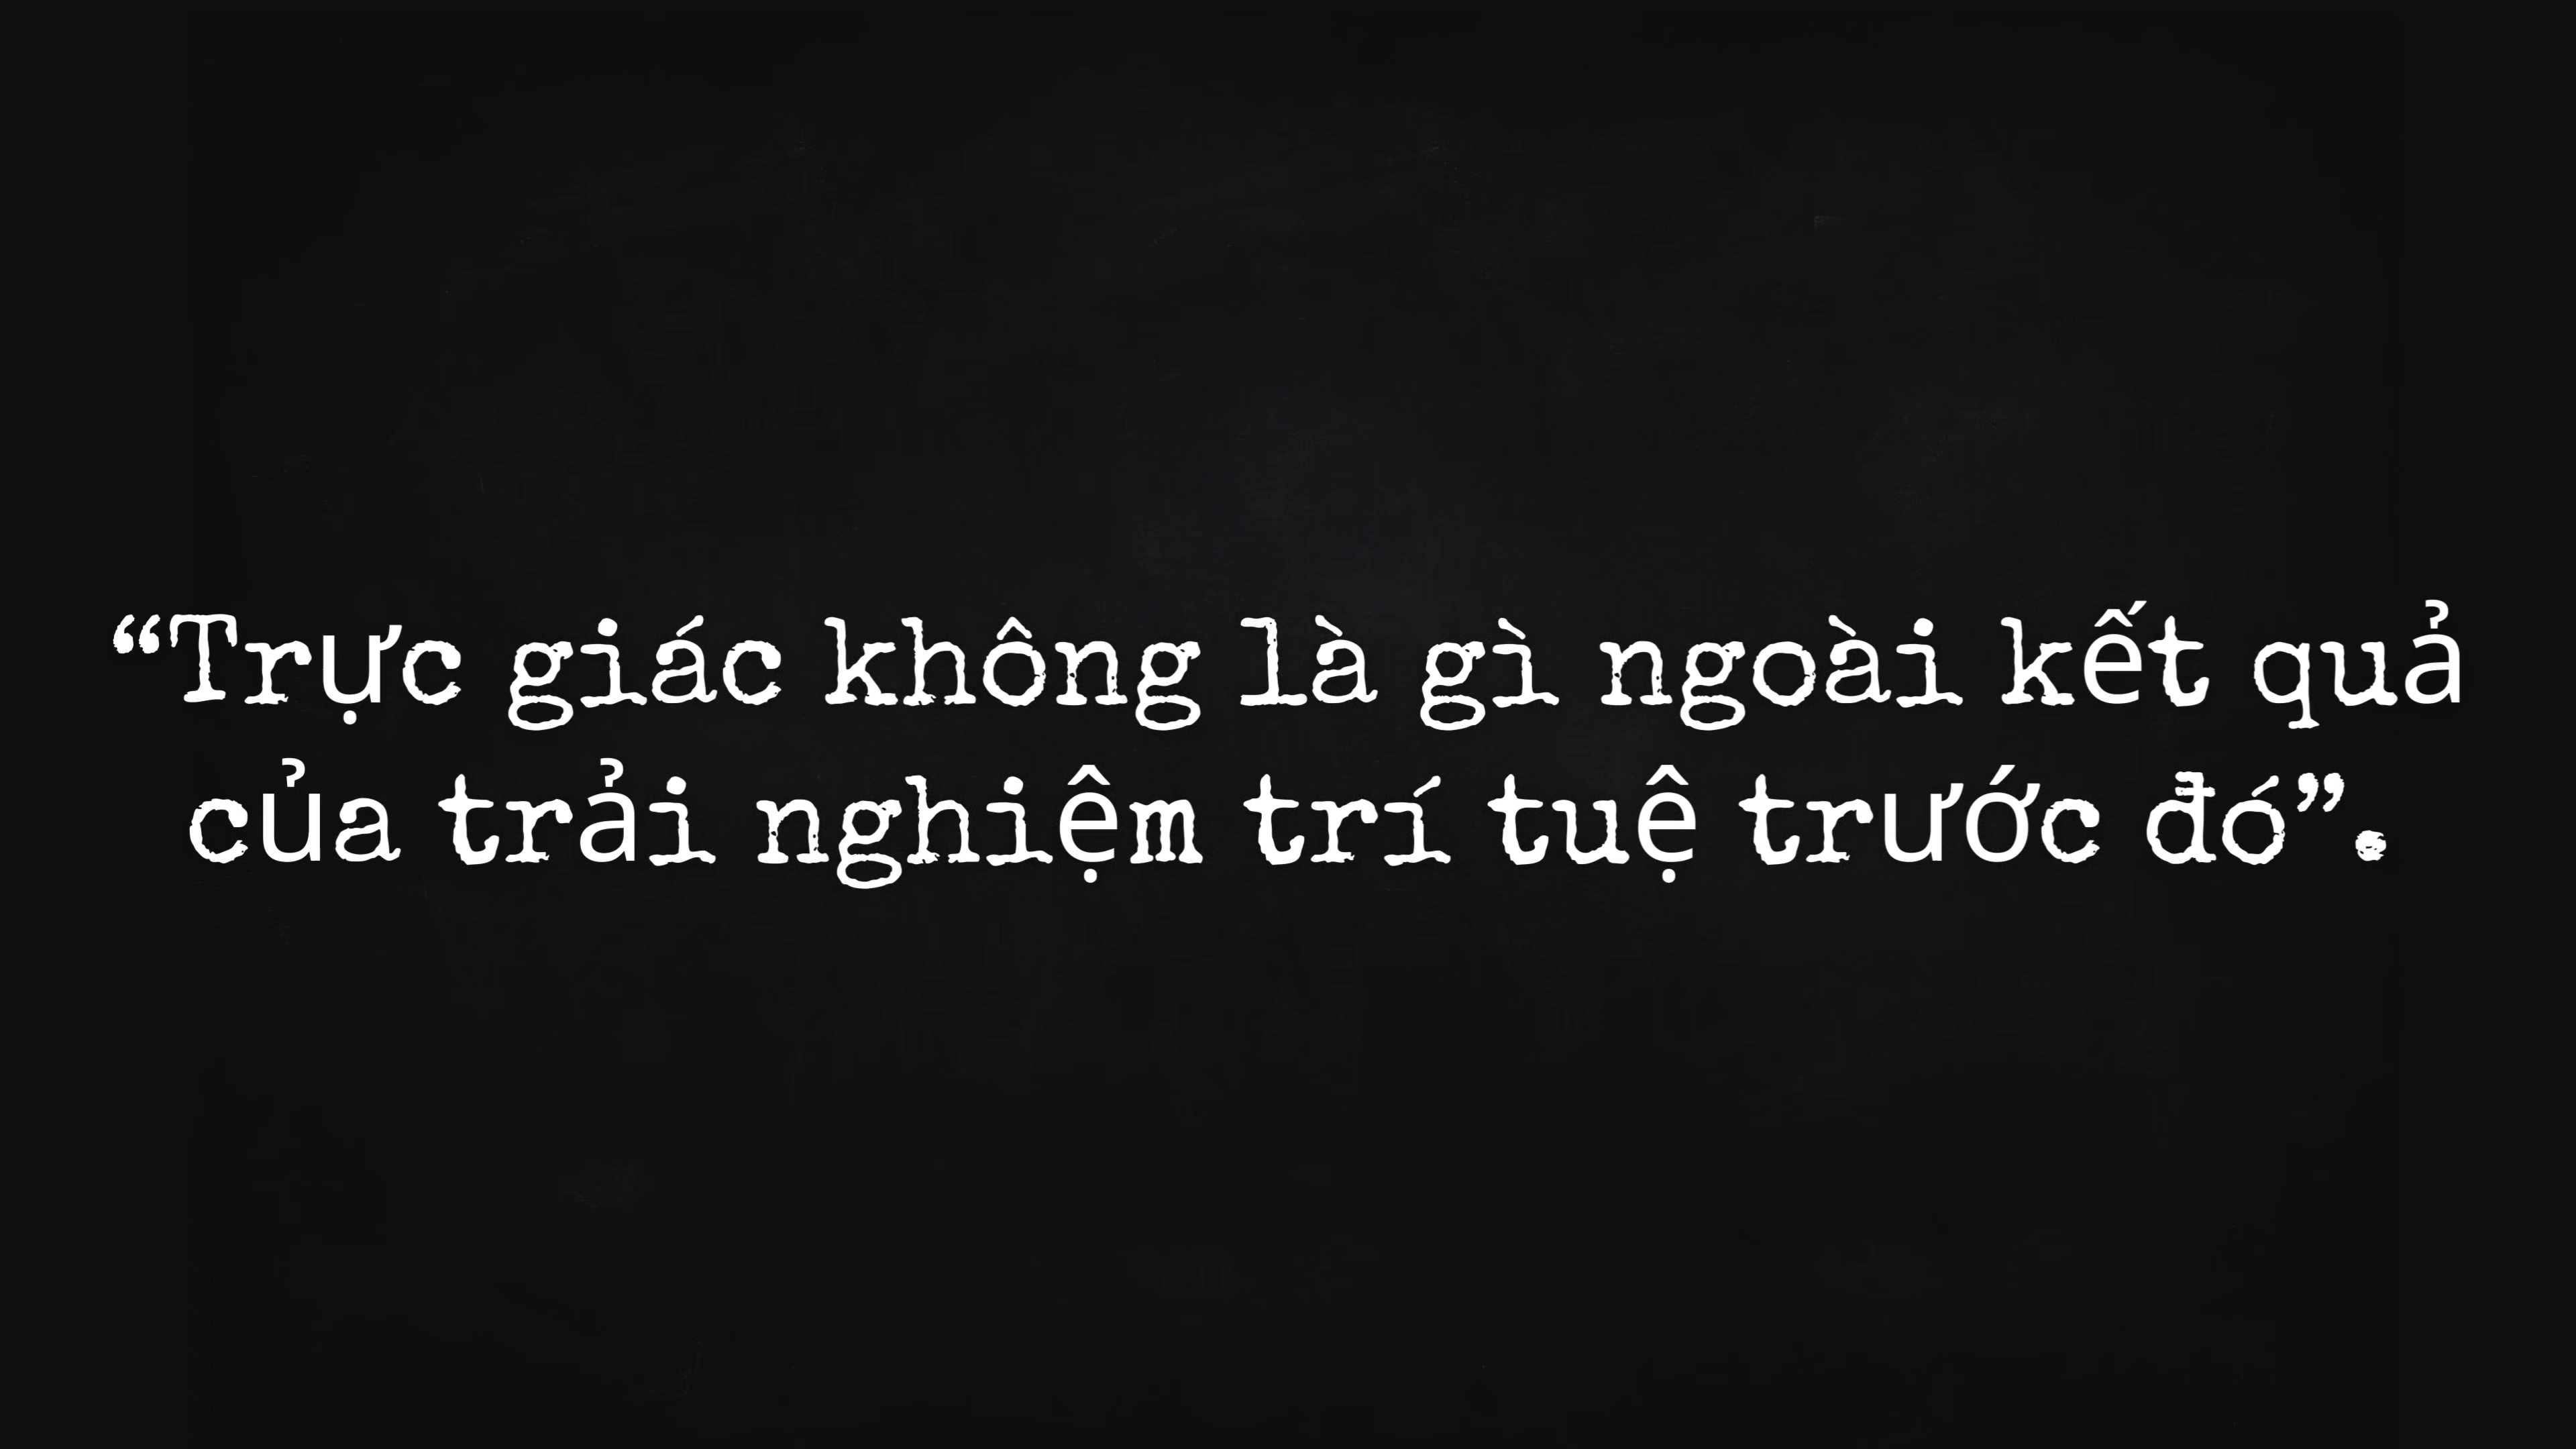 “Trực giác không là gì ngoài kết quả
của trải nghiệm trí tuệ trước đó”.